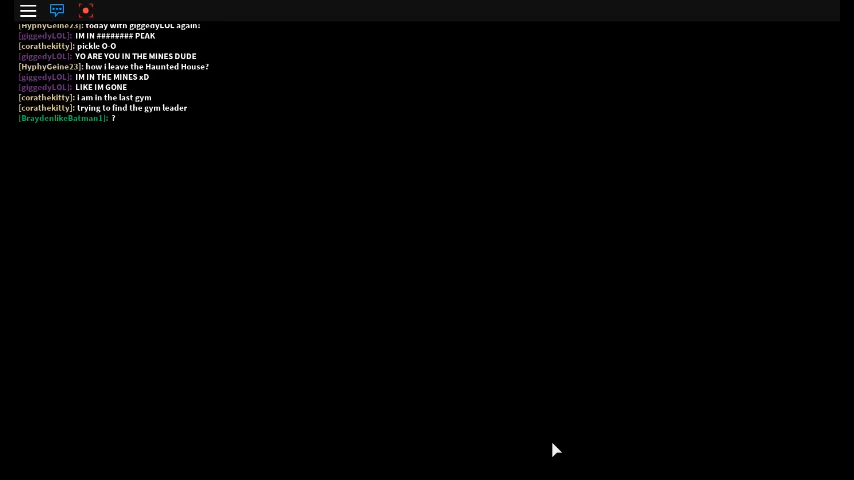 [HyphyGeine23]: today with giggedyLOL again!
[giggedyLOL]: IM IN ######## PEAK
[corathekitty]: pickle O-O
[giggedyLOL]: YO ARE YOU IN THE MINES DUDE
[HyphyGeine23]: how i leave the Haunted House?
[giggedyLOL]: IM IN THE MINES xD
[giggedyLOL]: LIKE IM GONE
[corathekitty]: i am in the last gym
[corathekitty]: trying to find the gym leader
[BraydenlikeBatman1]: ?